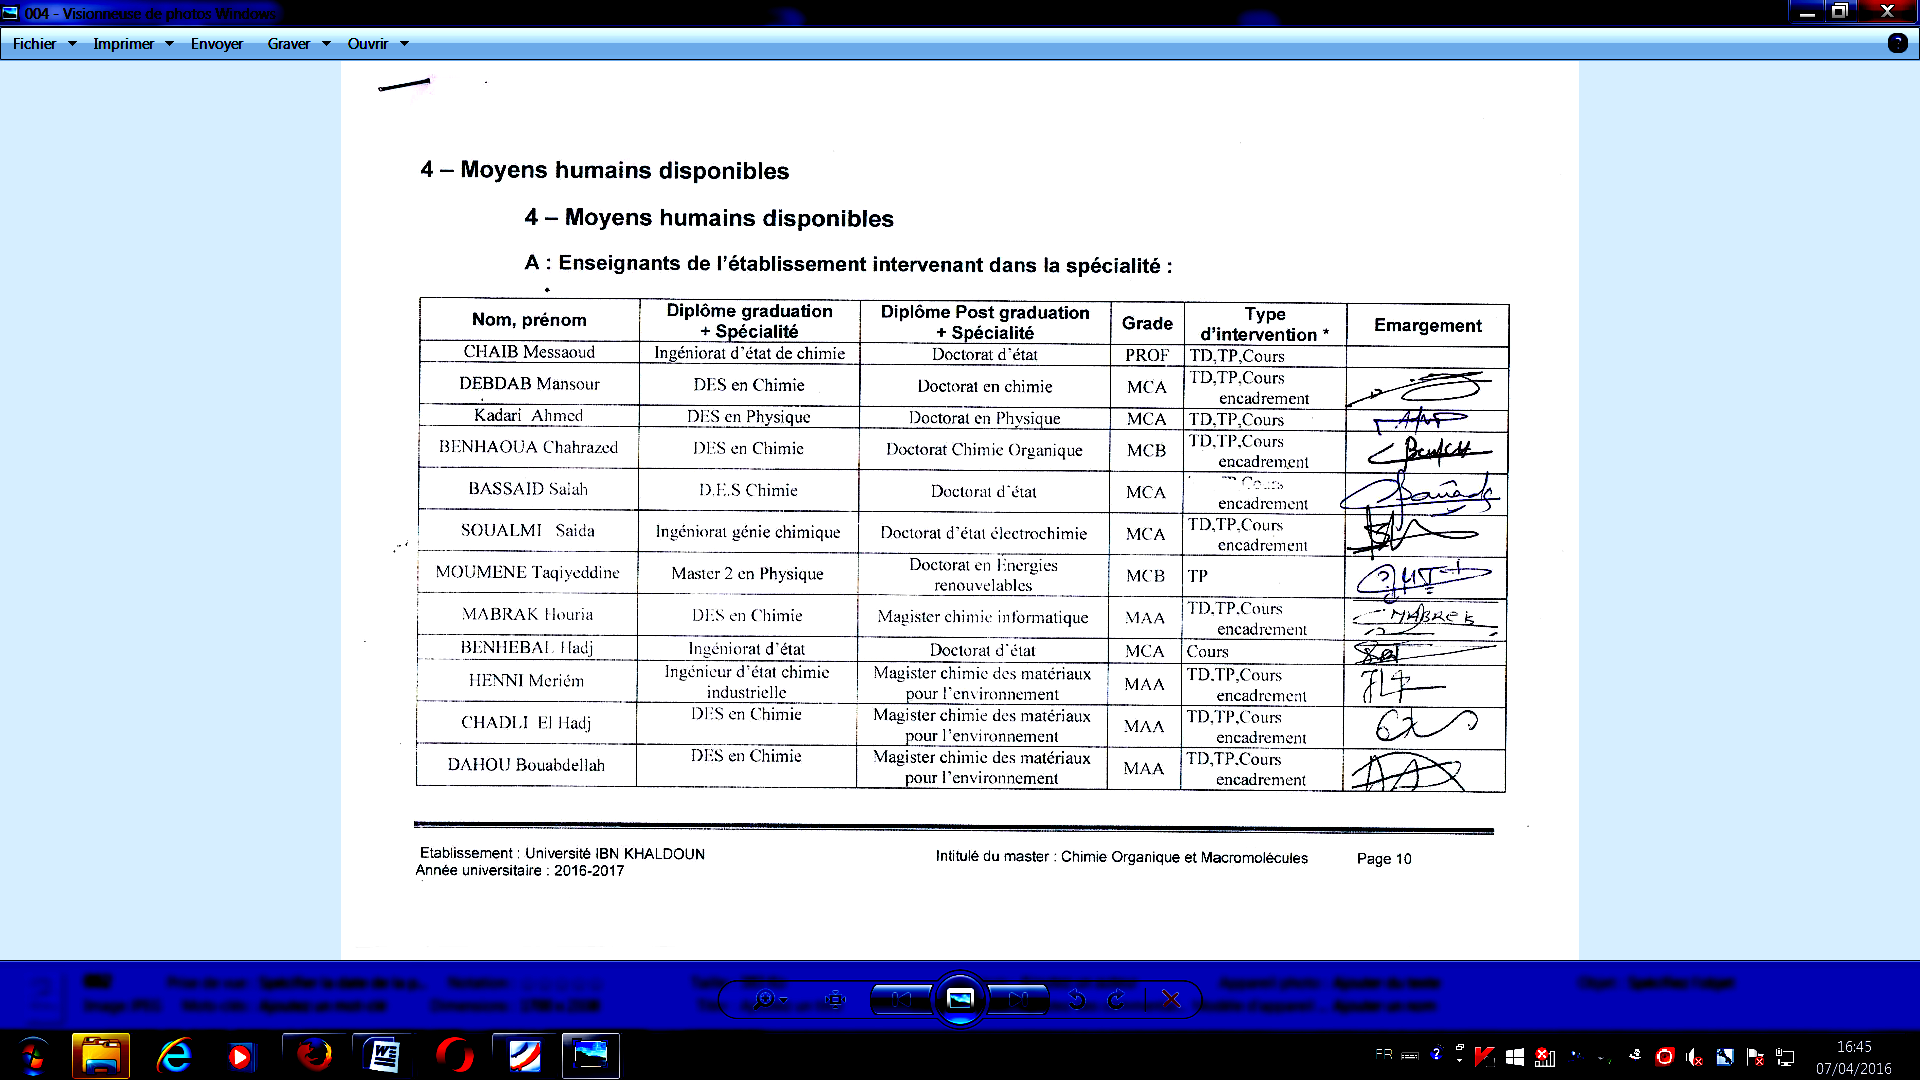 004 - Visionneuse de photos Windows
Fichier Imprimer Envoyer Graver Ouvrir
4 – Moyens humains disponibles
4 – Moyens humains disponibles
A : Enseignants de l'établissement intervenant dans la spécialité :
Nom, prénom | Diplôme graduation + Spécialité | Diplôme Post graduation + Spécialité | Grade | Type d'intervention * | Emargement
CHAIB Messaoud | Ingéniorat d'état de chimie | Doctorat d'état | PROF | TD,TP,Cours
DEBDAB Mansour | DES en Chimie | Doctorat en chimie | MCA | TD,TP,Cours encadrement
Kadari Ahmed | DES en Physique | Doctorat en Physique | MCA | TD,TP,Cours
BENHAOUA Chahrazed | DES en Chimie | Doctorat Chimie Organique | MCB | TD,TP,Cours encadrement
BASSAID Salah | D.E.S Chimie | Doctorat d'état | MCA | TP Cours encadrement
SOUALMI Saida | Ingéniorat génie chimique | Doctorat d'état électrochimie | MCA | TD,TP,Cours encadrement
MOUMENE Taqiyeddine | Master 2 en Physique | Doctorat en Energies renouvelables | MCB | TP
MABRAK Houria | DES en Chimie | Magister chimie informatique | MAA | TD,TP,Cours encadrement | MABREK
BENHEBAL Hadj | Ingéniorat d'état | Doctorat d'état | MCA | Cours
HENNI Meriém | Ingénieur d'état chimie industrielle | Magister chimie des matériaux pour l'environnement | MAA | TD,TP,Cours encadrement
CHADLI El Hadj | DES en Chimie | Magister chimie des matériaux pour l'environnement | MAA | TD,TP,Cours encadrement
DAHOU Bouabdellah | DES en Chimie | Magister chimie des matériaux pour l'environnement | MAA | TD,TP,Cours encadrement
Etablissement : Université IBN KHALDOUN Intitulé du master : Chimie Organique et Macromolécules Page 10
Année universitaire : 2016-2017
FR
16:45
07/04/2016